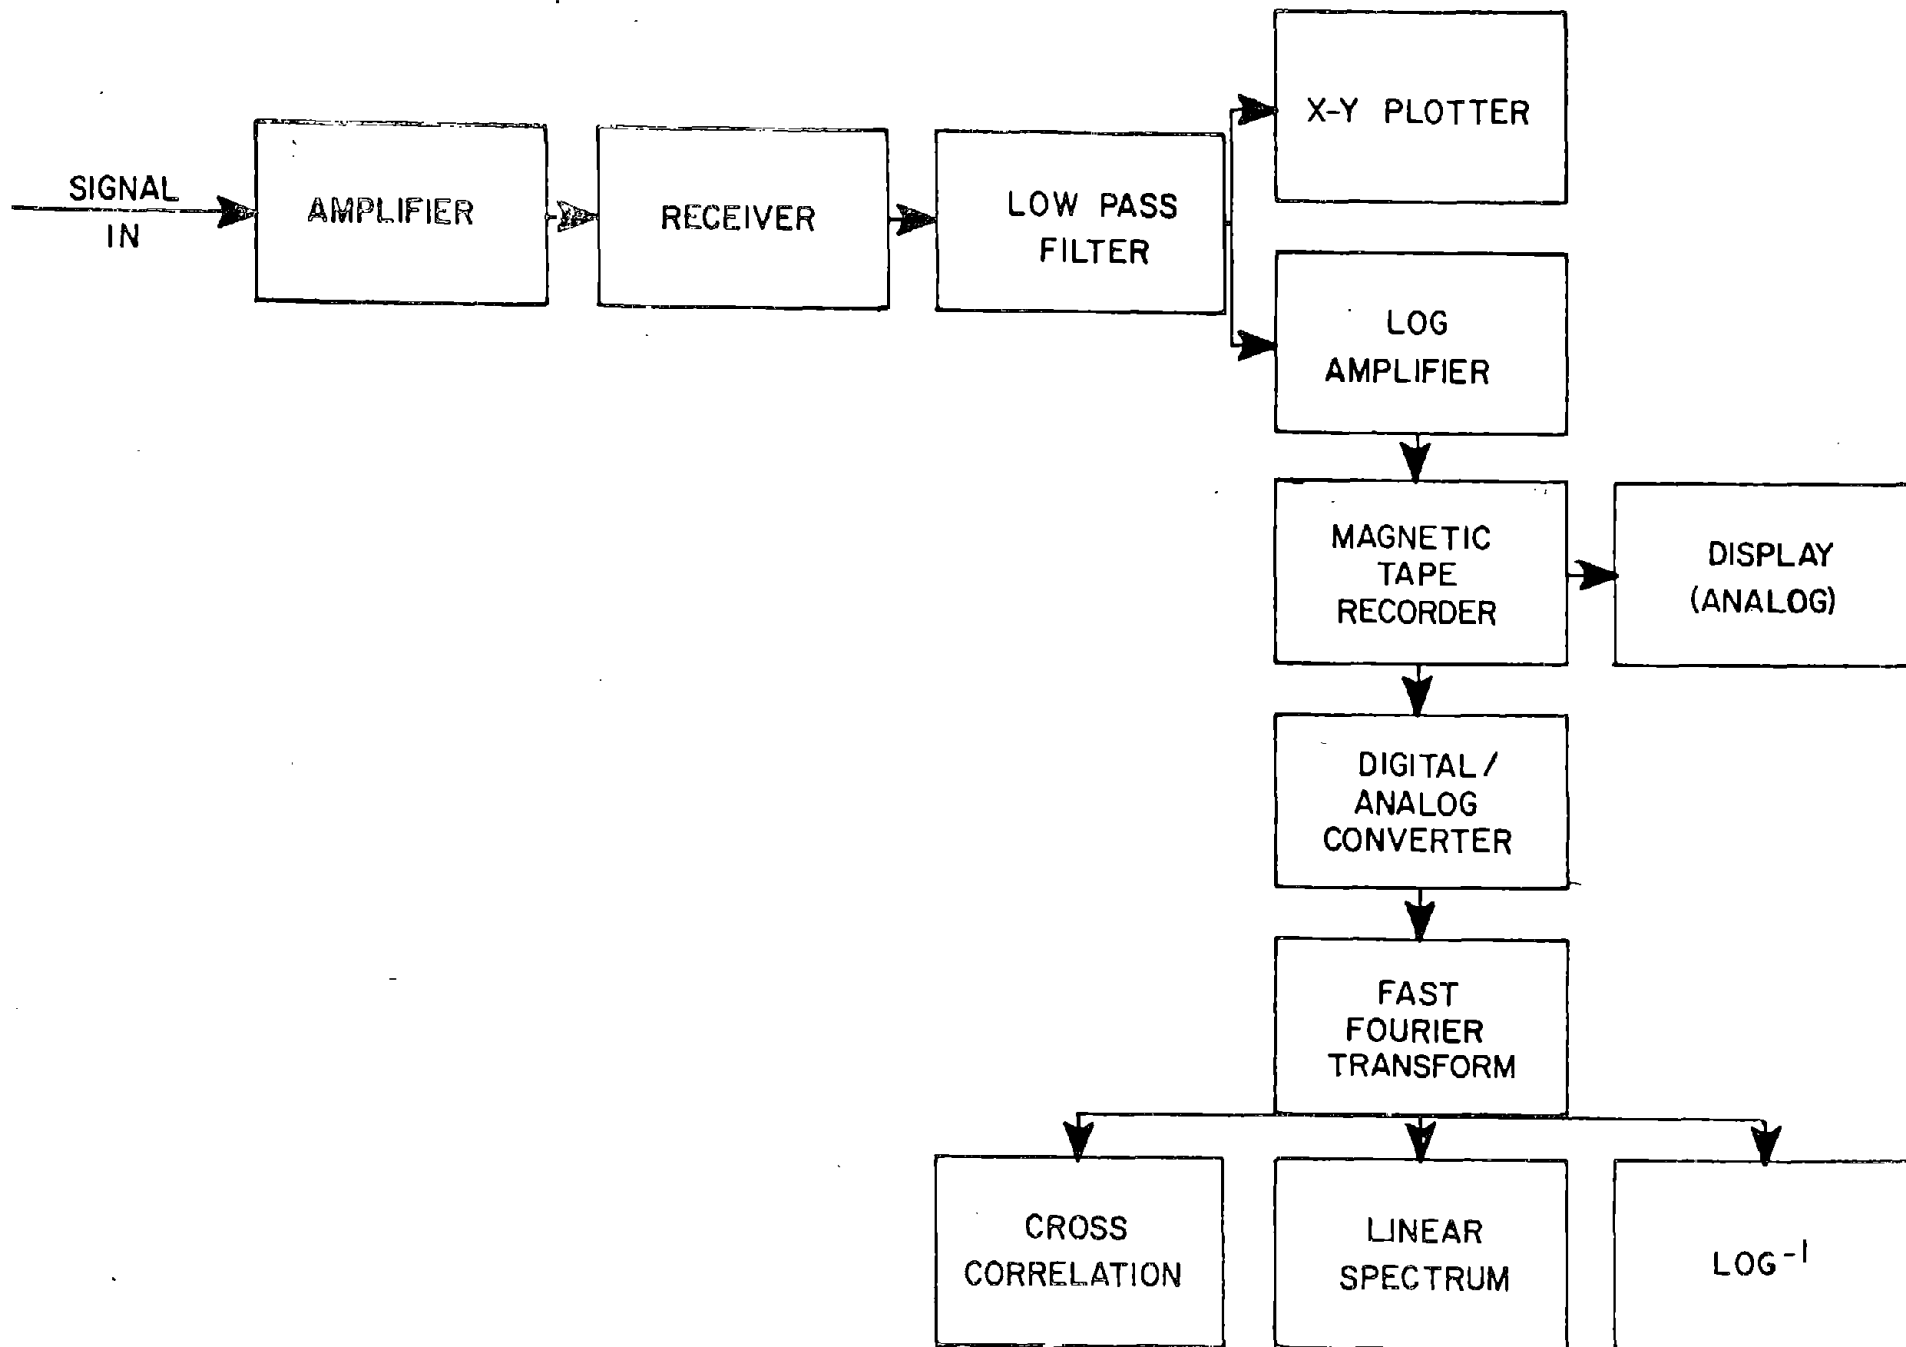 SIGNAL
IN
AMPLIFIER
RECEIVER
LOW PASS
FILTER
X-Y PLOTTER
LOG
AMPLIFIER
MAGNETIC
TAPE
RECORDER
DISPLAY
(ANALOG)
DIGITAL/
ANALOG
CONVERTER
FAST
FOURIER
TRANSFORM
CROSS
CORRELATION
LINEAR
SPECTRUM
LOG⁻¹